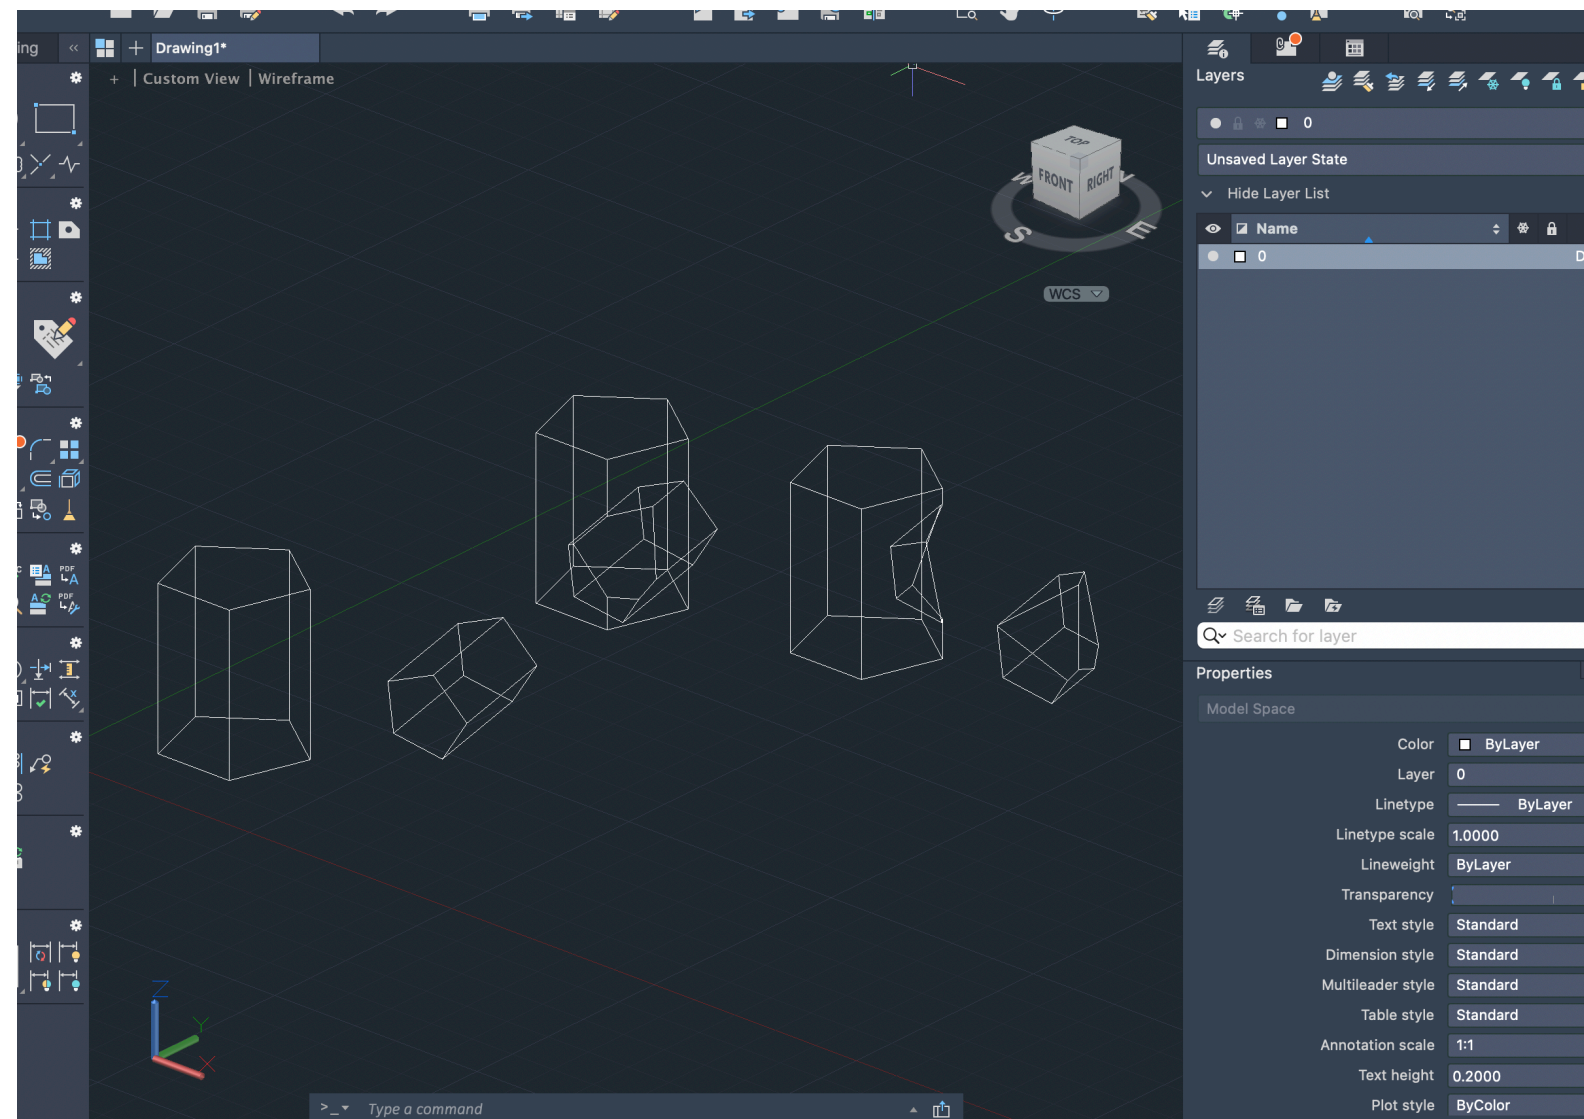 ing
Drawing1*
+ | Custom View | Wireframe
TOP
FRONT
RIGHT
W
S
E
WCS
Z
Y
X
>_
Type a command
Layers
0
Unsaved Layer State
Hide Layer List
Name
0
D
Search for layer
Properties
Model Space
Color ByLayer
Layer 0
Linetype ByLayer
Linetype scale 1.0000
Lineweight ByLayer
Transparency
Text style Standard
Dimension style Standard
Multileader style Standard
Table style Standard
Annotation scale 1:1
Text height 0.2000
Plot style ByColor
A PDF
A
A PDF